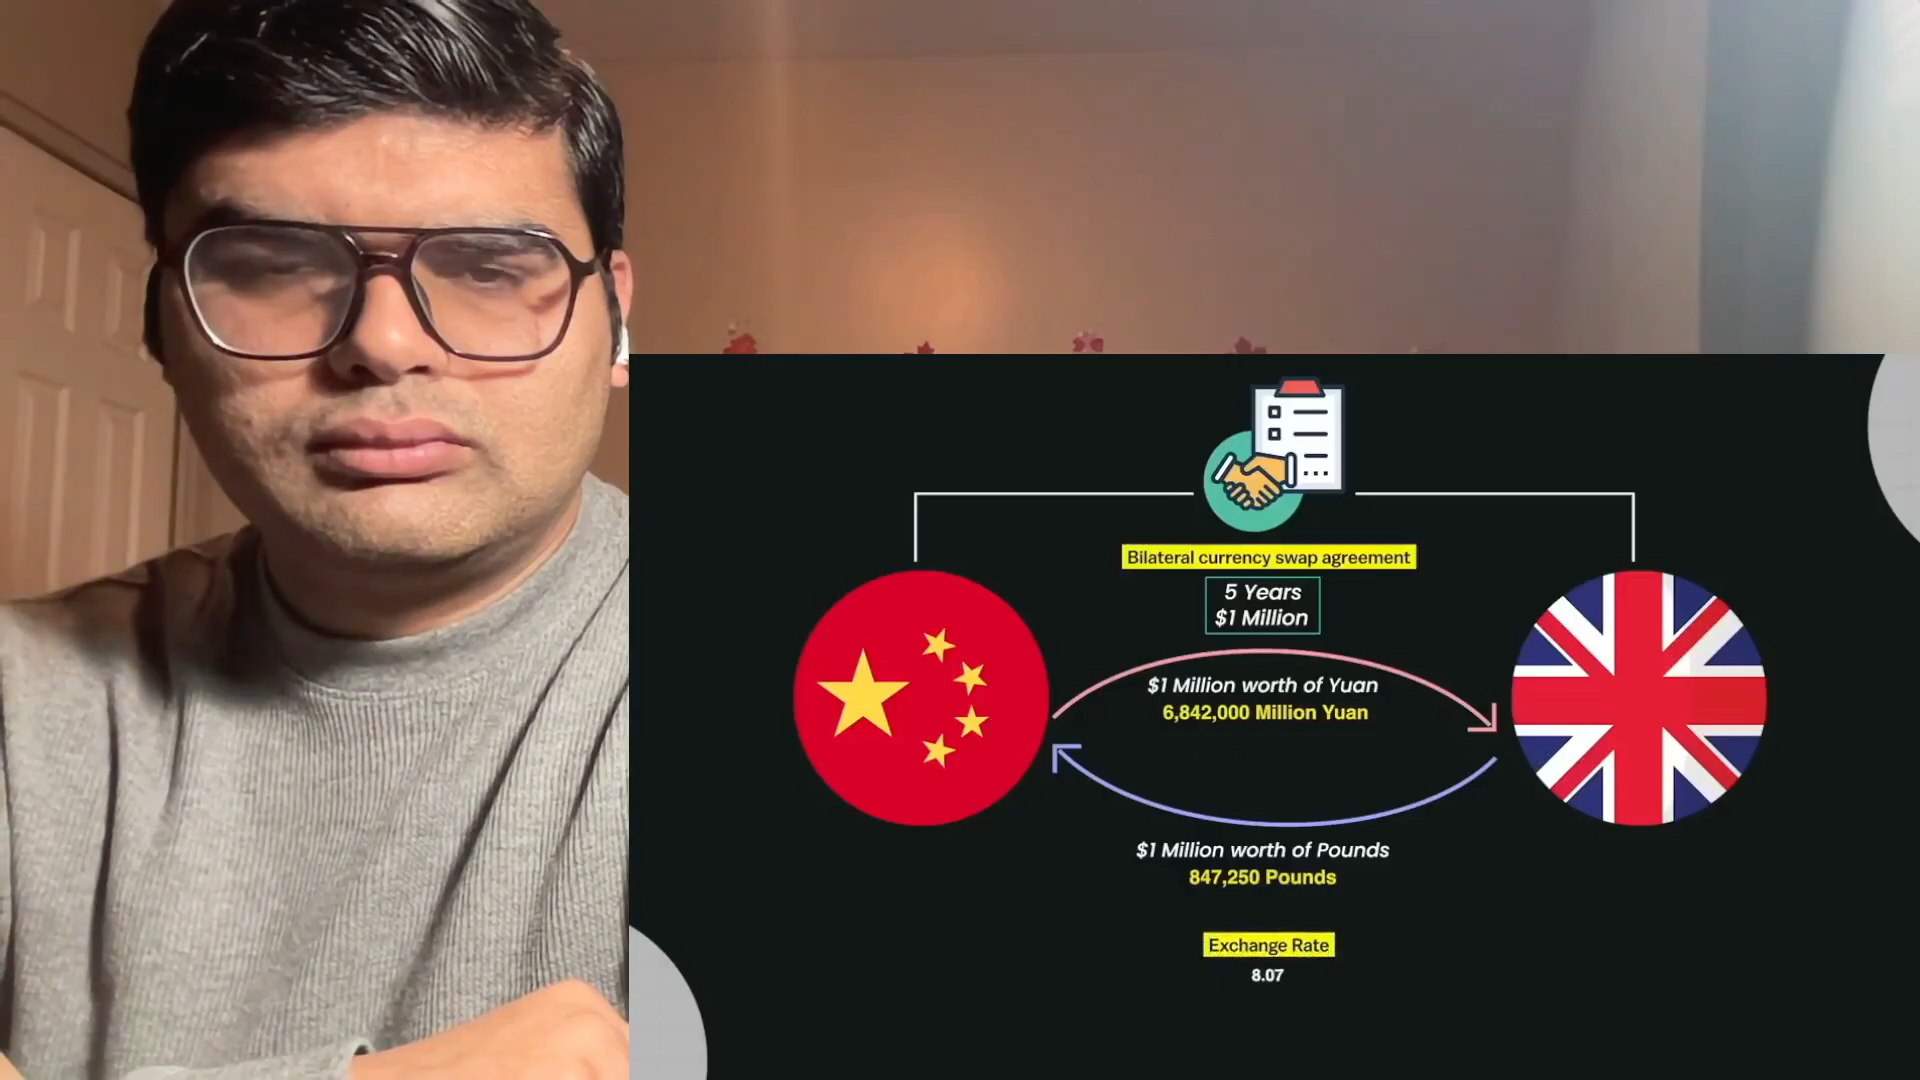 Bilateral currency swap agreement
5 Years
$1 Million
$1 Million worth of Yuan
6,842,000 Million Yuan
$1 Million worth of Pounds
847,250 Pounds
Exchange Rate
8.07